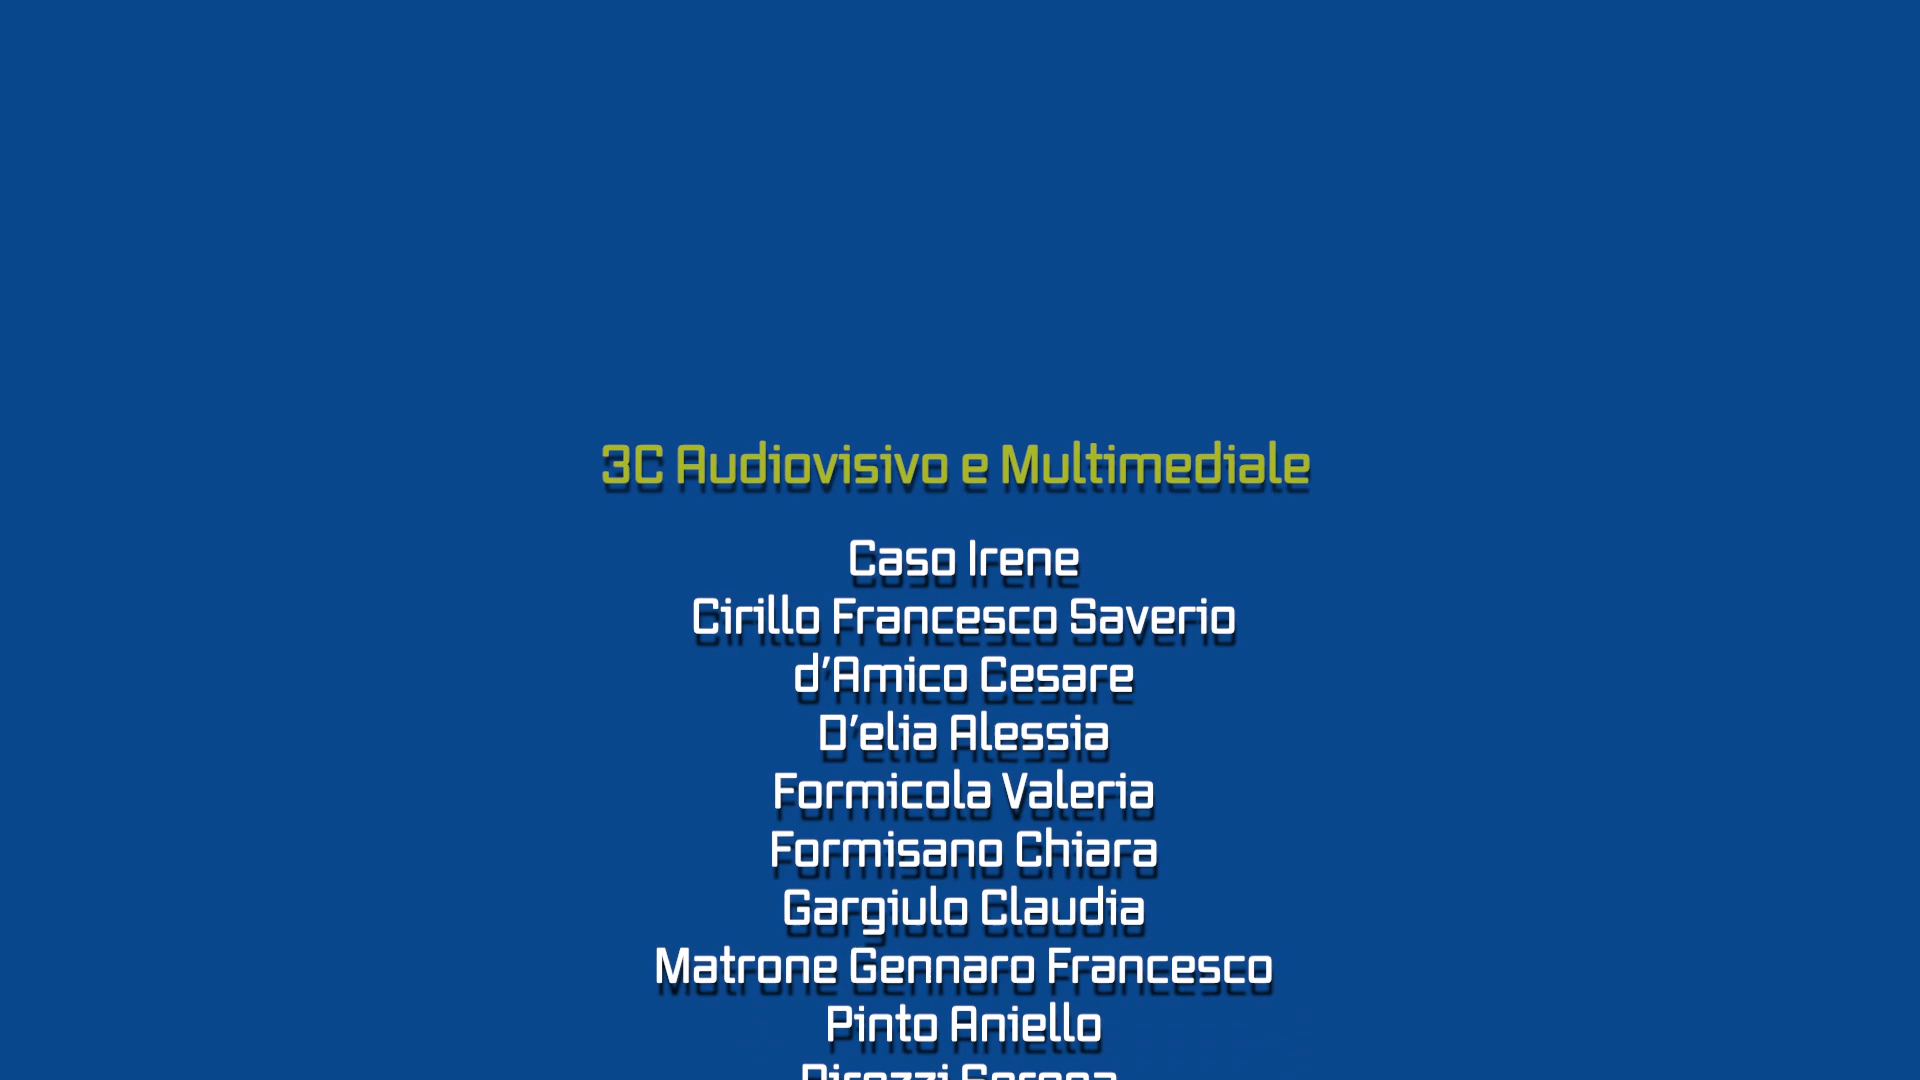 3C Audiovisivo e Multimediale
Caso Irene
Cirillo Francesco Saverio
d'Amico Cesare
D'elia Alessia
Formicola Valeria
Formisano Chiara
Gargiulo Claudia
Matrone Gennaro Francesco
Pinto Aniello